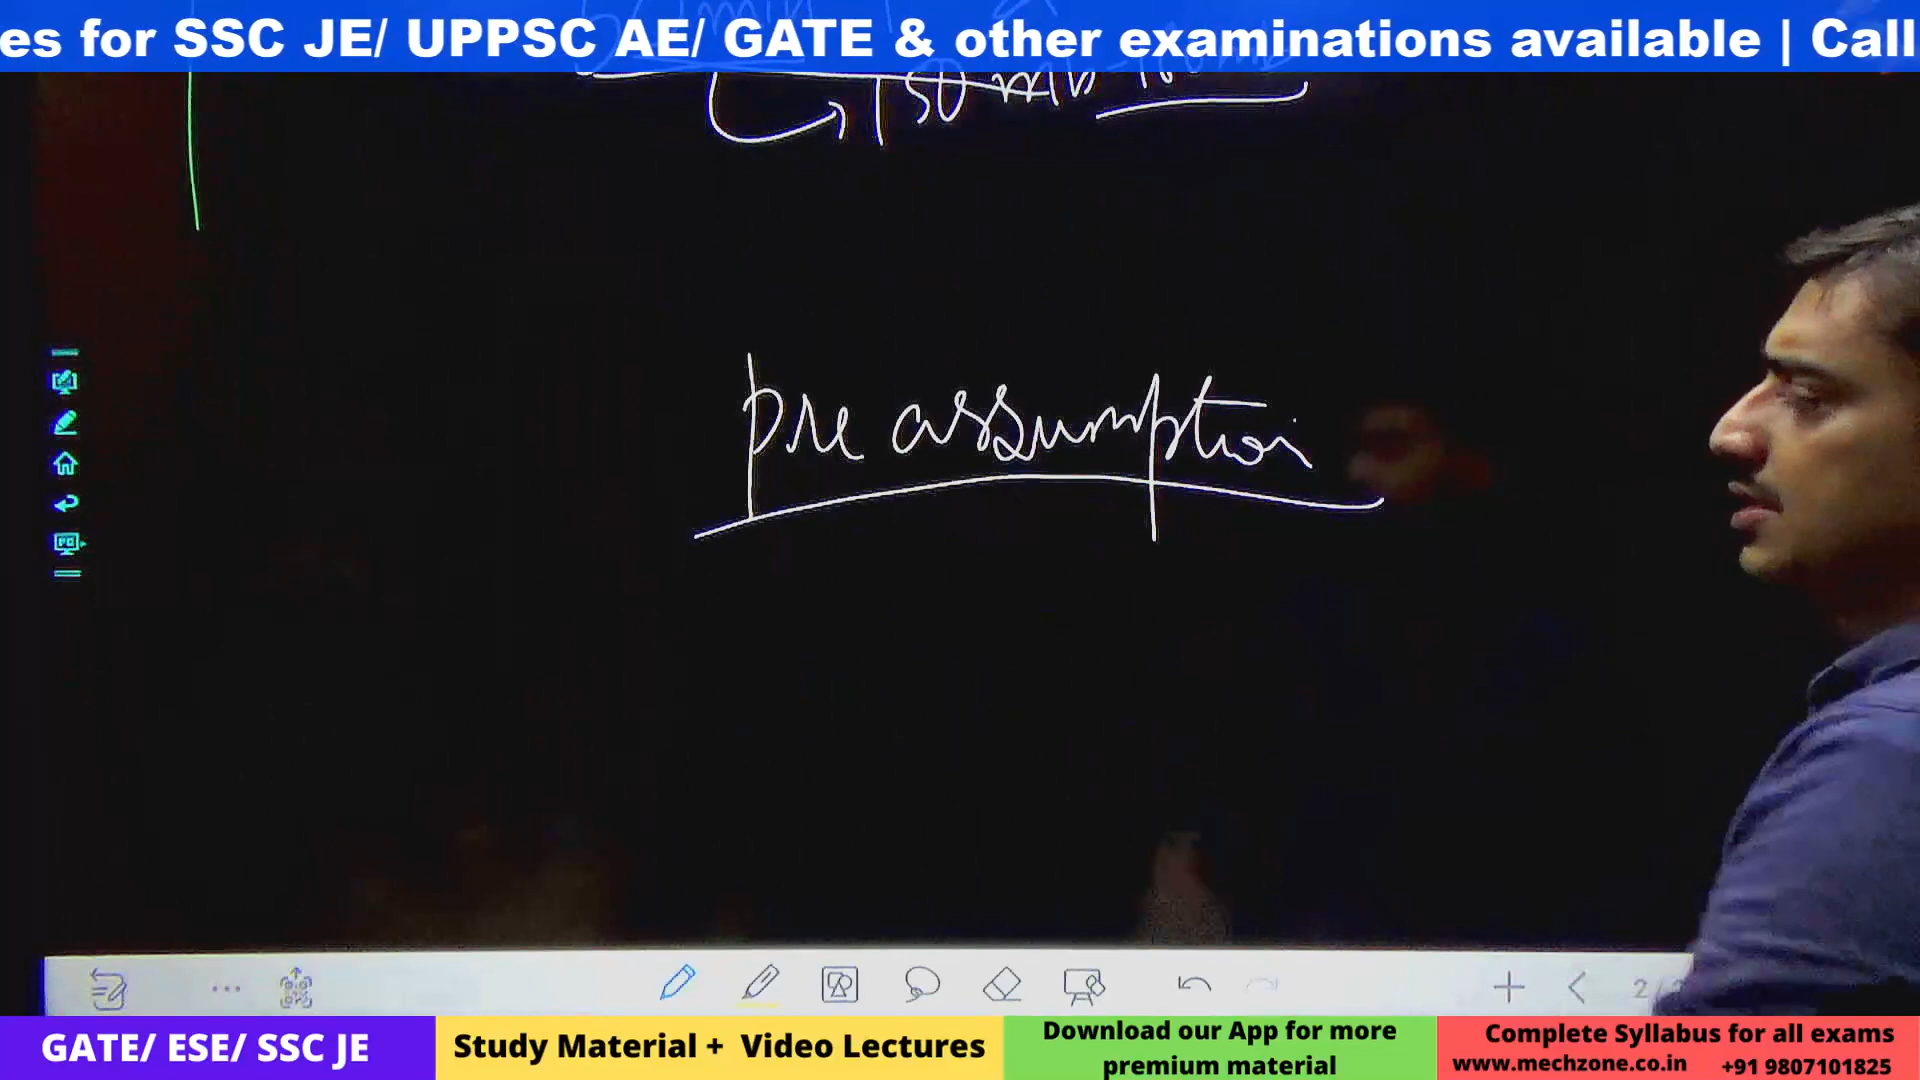 es for SSC JE/ UPPSC AE/ GATE & other examinations available | Call
pre assumption
GATE/ ESE/ SSC JE
Study Material + Video Lectures
Download our App for more
premium material
Complete Syllabus for all exams
www.mechzone.co.in +91 9807101825